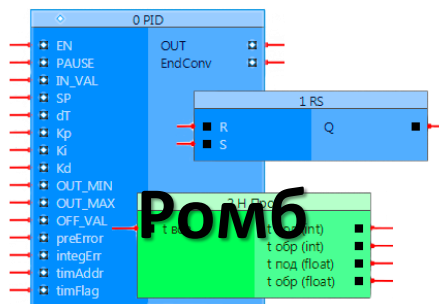 0 PID
EN OUT
PAUSE EndConv
IN_VAL
SP
dT
Kp
Ki
Kd
OUT_MIN
OUT_MAX
OFF_VAL
preError
integErr
timAddr
timFlag
1 RS
R Q
S
Ромб
(int)
t обр (int)
t под (float)
t обр (float)